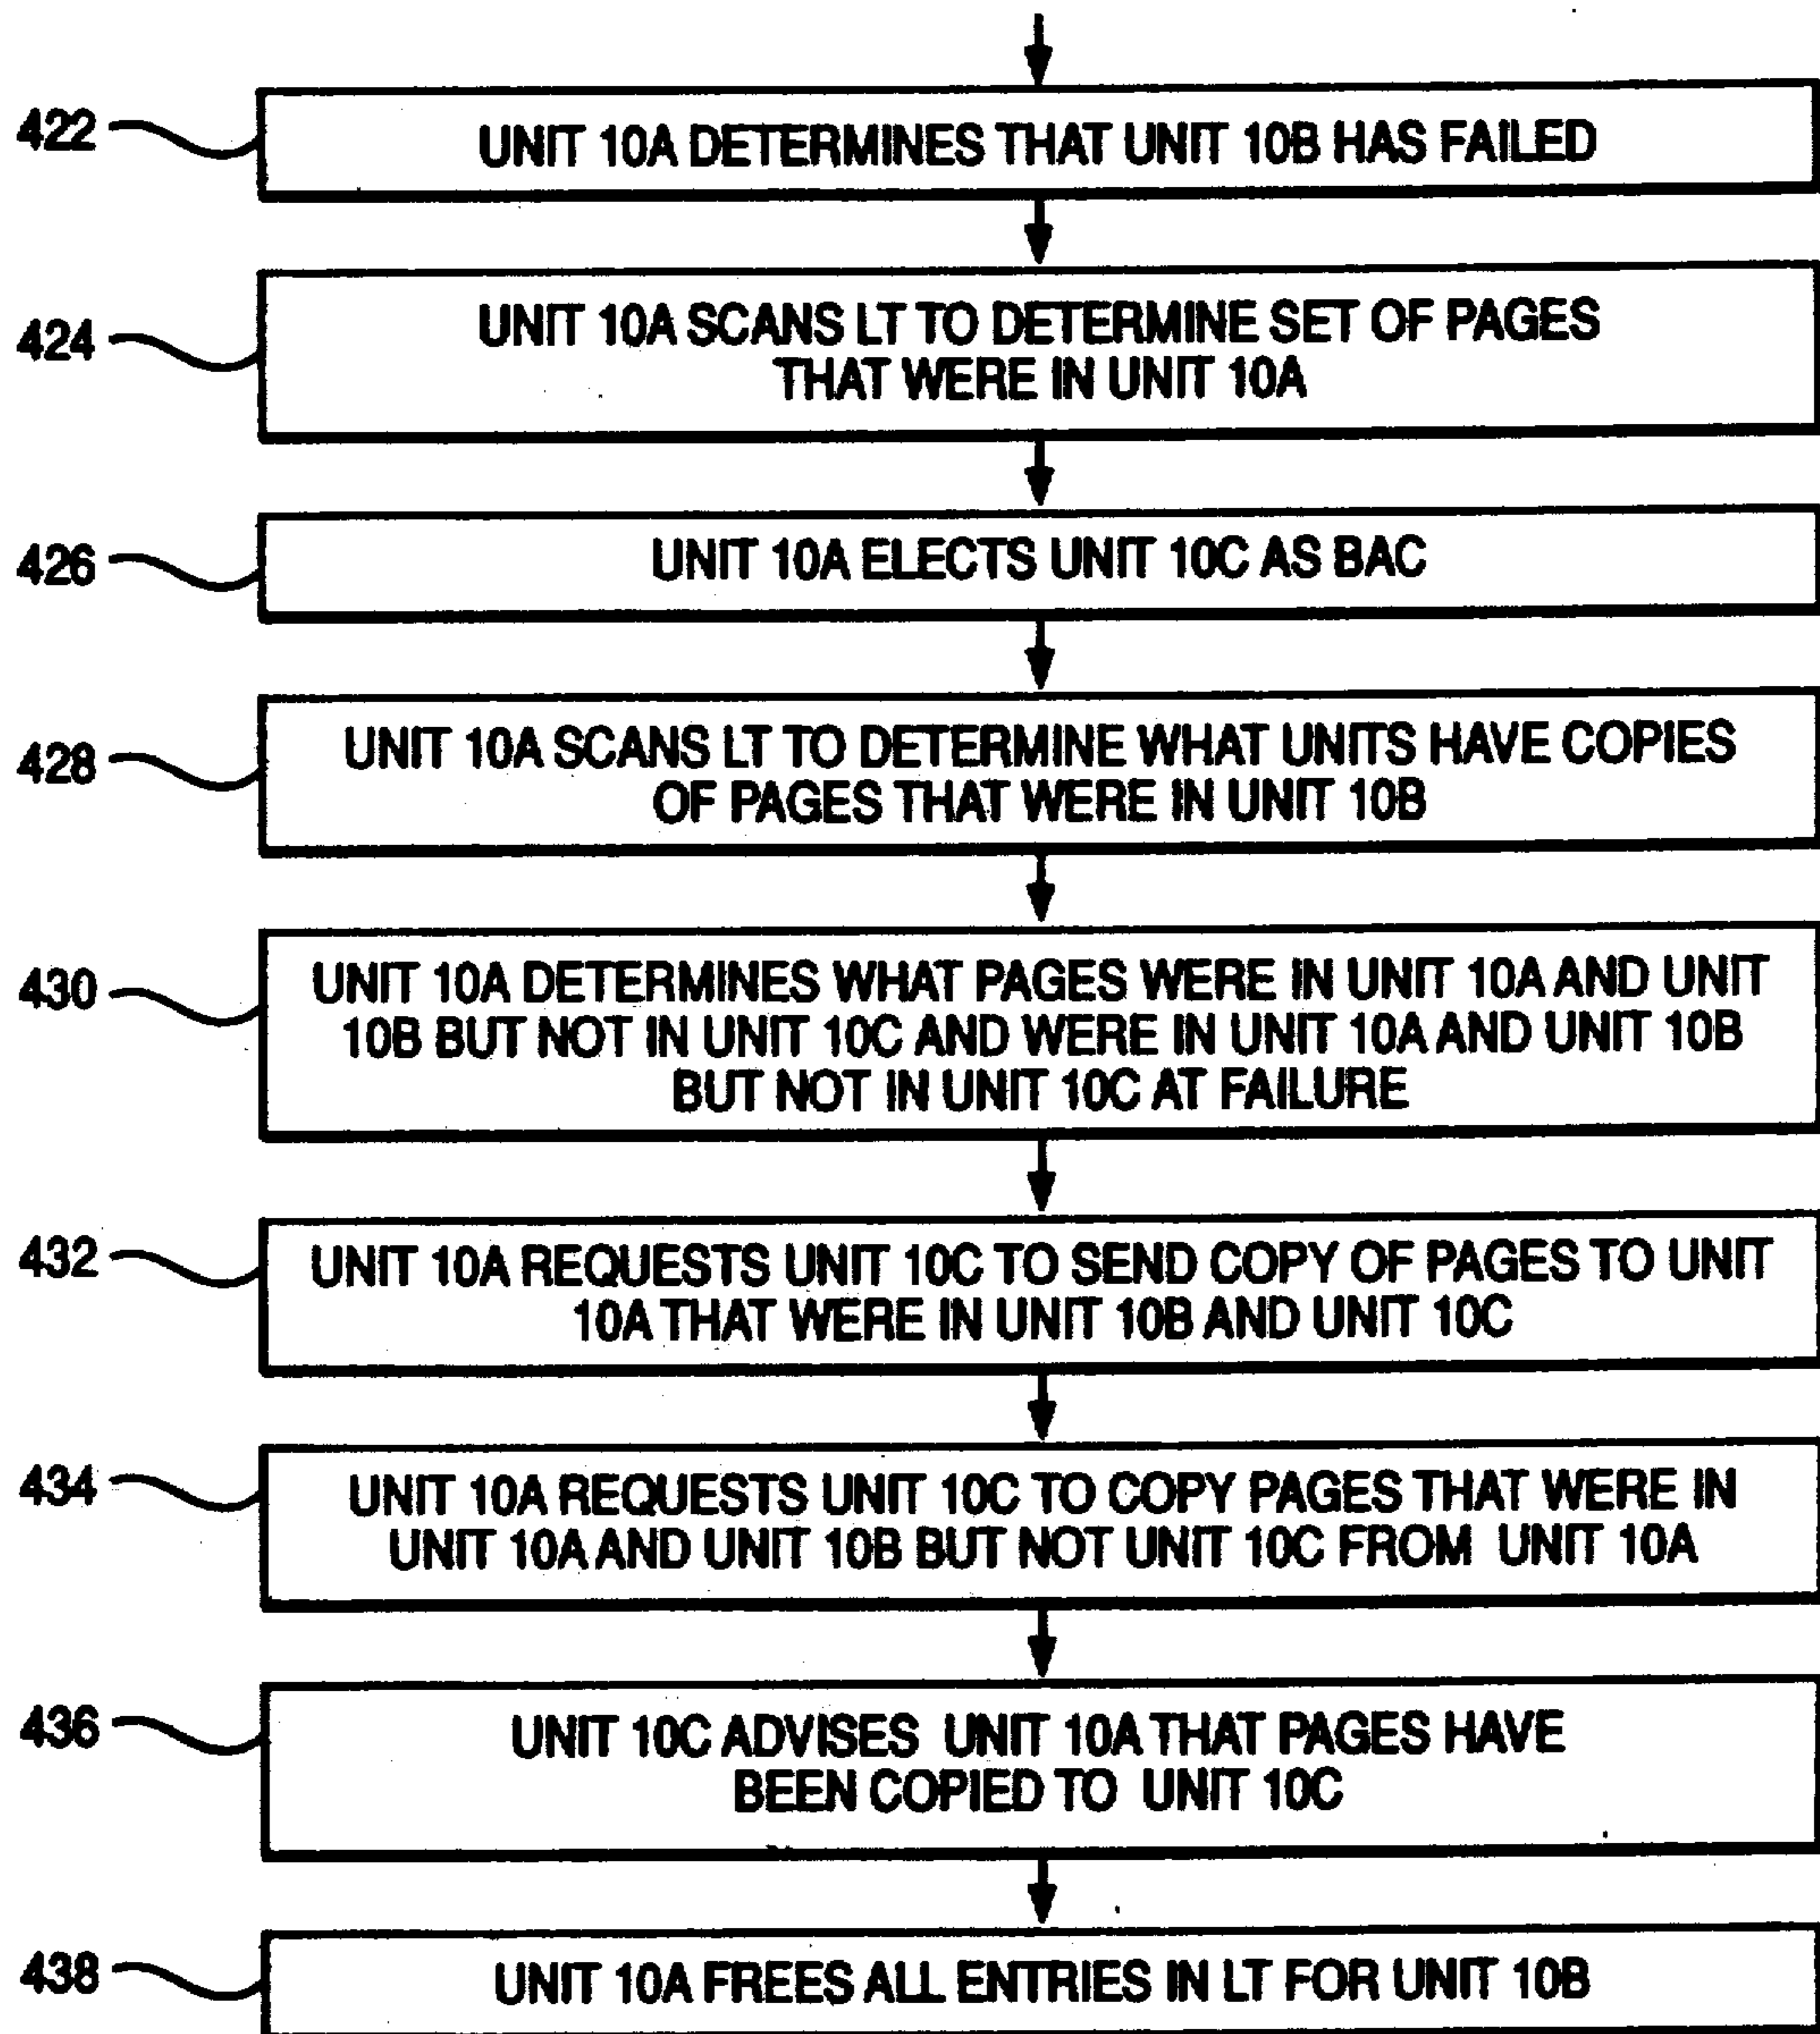 422
UNIT 10A DETERMINES THAT UNIT 10B HAS FAILED
424
UNIT 10A SCANS LT TO DETERMINE SET OF PAGES
THAT WERE IN UNIT 10A
426
UNIT 10A ELECTS UNIT 10C AS BAC
428
UNIT 10A SCANS LT TO DETERMINE WHAT UNITS HAVE COPIES
OF PAGES THAT WERE IN UNIT 10B
430
UNIT 10A DETERMINES WHAT PAGES WERE IN UNIT 10A AND UNIT
10B BUT NOT IN UNIT 10C AND WERE IN UNIT 10A AND UNIT 10B
BUT NOT IN UNIT 10C AT FAILURE
432
UNIT 10A REQUESTS UNIT 10C TO SEND COPY OF PAGES TO UNIT
10A THAT WERE IN UNIT 10B AND UNIT 10C
434
UNIT 10A REQUESTS UNIT 10C TO COPY PAGES THAT WERE IN
UNIT 10A AND UNIT 10B BUT NOT UNIT 10C FROM UNIT 10A
436
UNIT 10C ADVISES UNIT 10A THAT PAGES HAVE
BEEN COPIED TO UNIT 10C
438
UNIT 10A FREES ALL ENTRIES IN LT FOR UNIT 10B